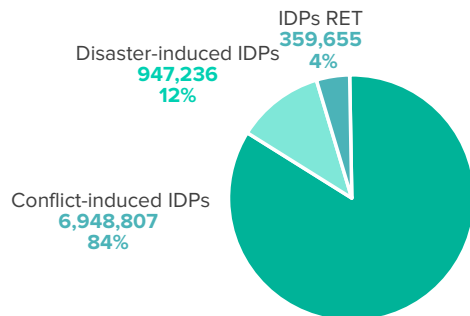 IDPs RET
359,655
4%
Disaster-induced IDPs
947,236
12%
Conflict-induced IDPs
6,948,807
84%